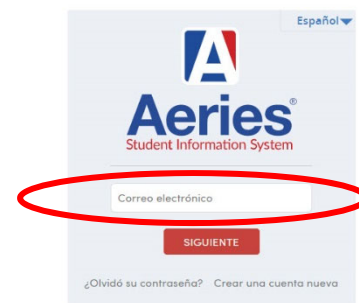 Español
A
Aeries®
Student Information System
Correo electrónico
SIGUIENTE
¿Olvidó su contraseña? Crear una cuenta nueva